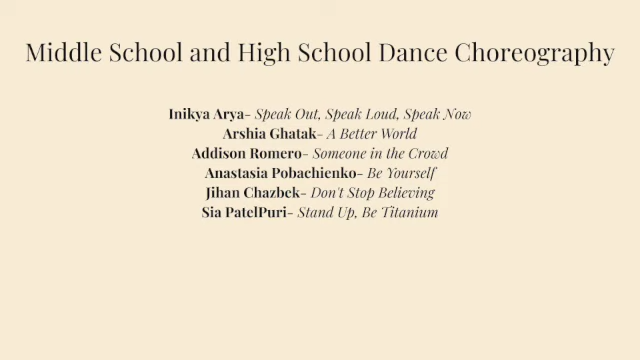 Middle School and High School Dance Choreography
Inikya Arya- Speak Out, Speak Loud, Speak Now
Arshia Ghatak- A Better World
Addison Romero- Someone in the Crowd
Anastasia Pobachienko- Be Yourself
Jihan Chazbek- Don't Stop Believing
Sia PatelPuri- Stand Up, Be Titanium